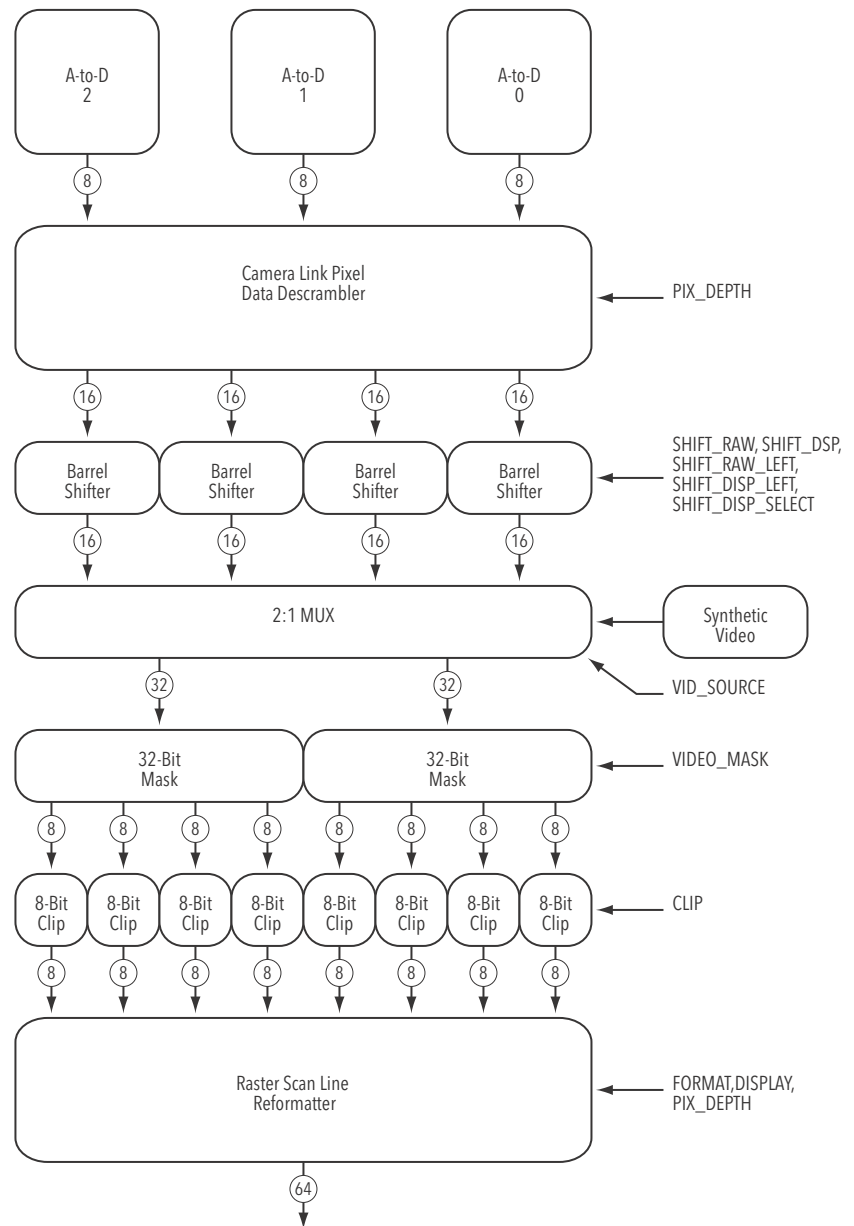 A-to-D
2
A-to-D
1
A-to-D
0
8
8
8
Camera Link Pixel
Data Descrambler
PIX_DEPTH
16
16
16
16
Barrel
Shifter
Barrel
Shifter
Barrel
Shifter
Barrel
Shifter
SHIFT_RAW, SHIFT_DSP,
SHIFT_RAW_LEFT,
SHIFT_DISP_LEFT,
SHIFT_DISP_SELECT
16
16
16
16
2:1 MUX
Synthetic
Video
VID_SOURCE
32
32
32-Bit
Mask
32-Bit
Mask
VIDEO_MASK
8
8
8
8
8
8
8
8
8-Bit
Clip
8-Bit
Clip
8-Bit
Clip
8-Bit
Clip
8-Bit
Clip
8-Bit
Clip
8-Bit
Clip
8-Bit
Clip
CLIP
8
8
8
8
8
8
8
8
Raster Scan Line
Reformatter
FORMAT,DISPLAY,
PIX_DEPTH
64